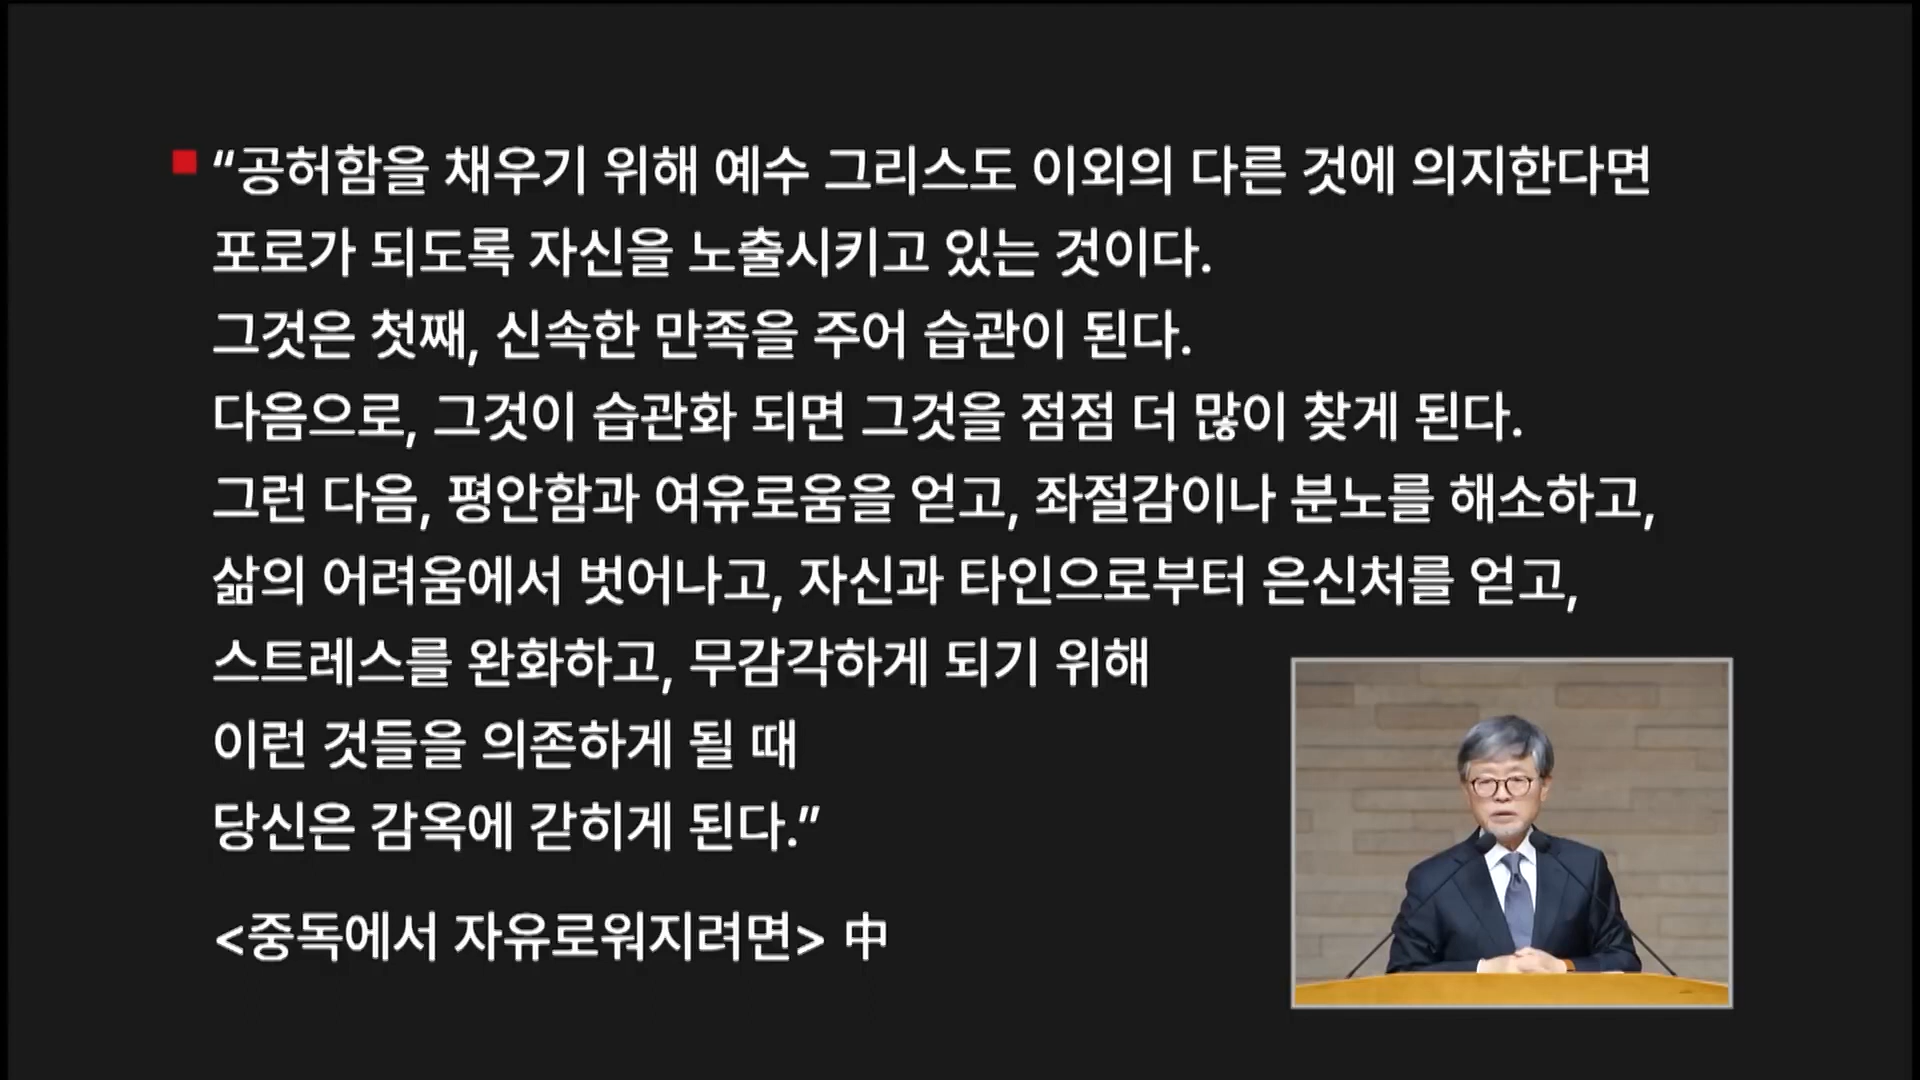 “공허함을 채우기 위해 예수 그리스도 이외의 다른 것에 의지한다면
포로가 되도록 자신을 노출시키고 있는 것이다.
그것은 첫째, 신속한 만족을 주어 습관이 된다.
다음으로, 그것이 습관화 되면 그것을 점점 더 많이 찾게 된다.
그런 다음, 평안함과 여유로움을 얻고, 좌절감이나 분노를 해소하고,
삶의 어려움에서 벗어나고, 자신과 타인으로부터 은신처를 얻고,
스트레스를 완화하고, 무감각하게 되기 위해
이런 것들을 의존하게 될 때
당신은 감옥에 갇히게 된다.”
<중독에서 자유로워지려면> 中